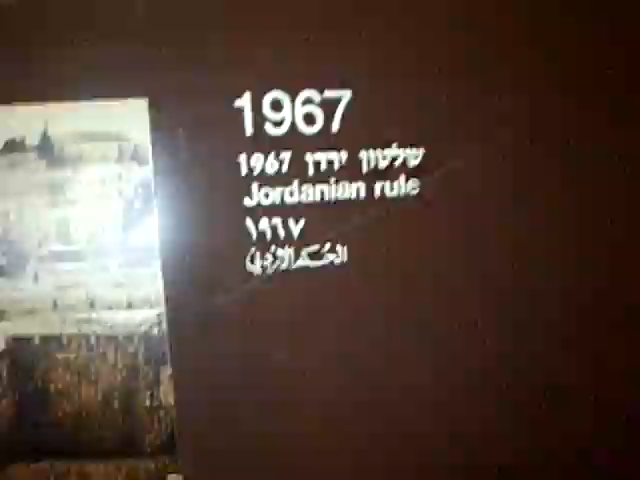 1967
שלטון ירדן 1967
Jordanian rule
١٩٦٧
الحكم الأردني